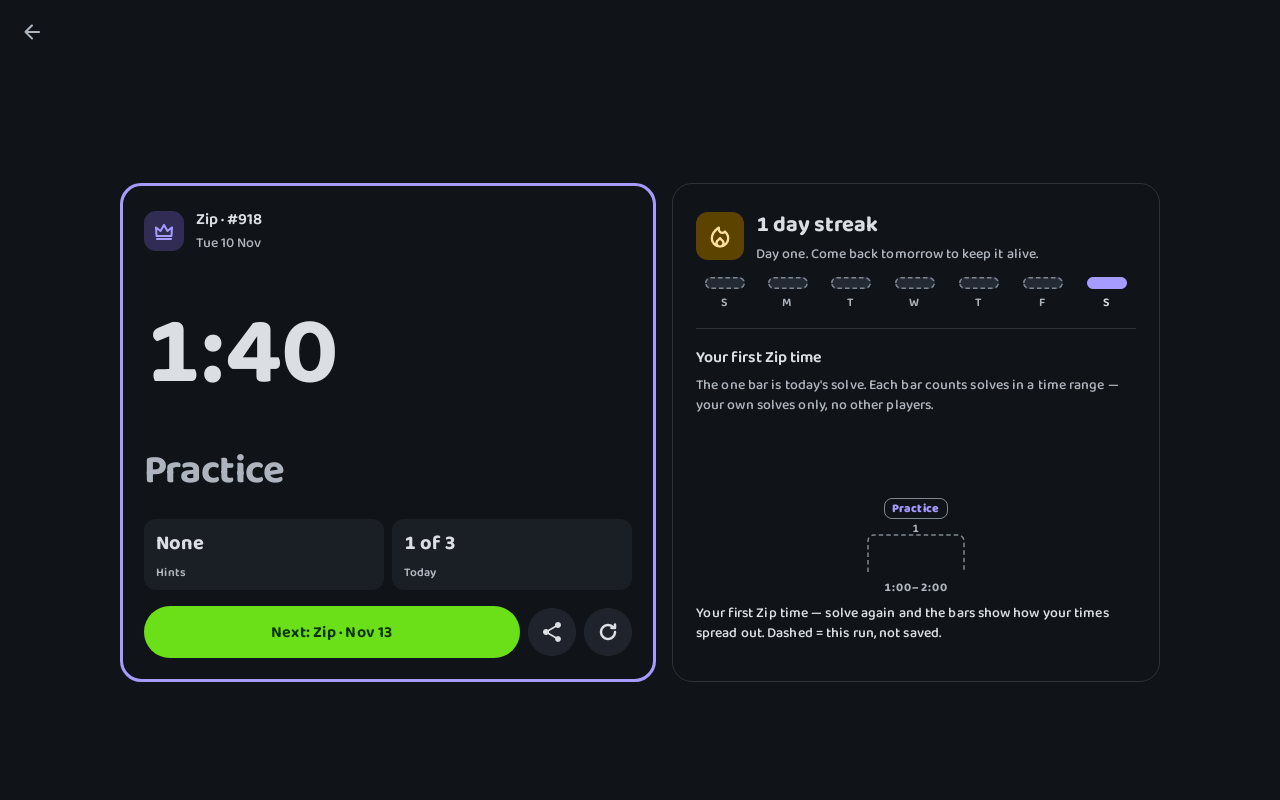 Zip · #918
Tue 10 Nov
1:40
Practice
None
Hints
1 of 3
Today
Next: Zip · Nov 13
1 day streak
Day one. Come back tomorrow to keep it alive.
S M T W T F S
Your first Zip time
The one bar is today's solve. Each bar counts solves in a time range —
your own solves only, no other players.
Practice
1
1:00–2:00
Your first Zip time — solve again and the bars show how your times
spread out. Dashed = this run, not saved.